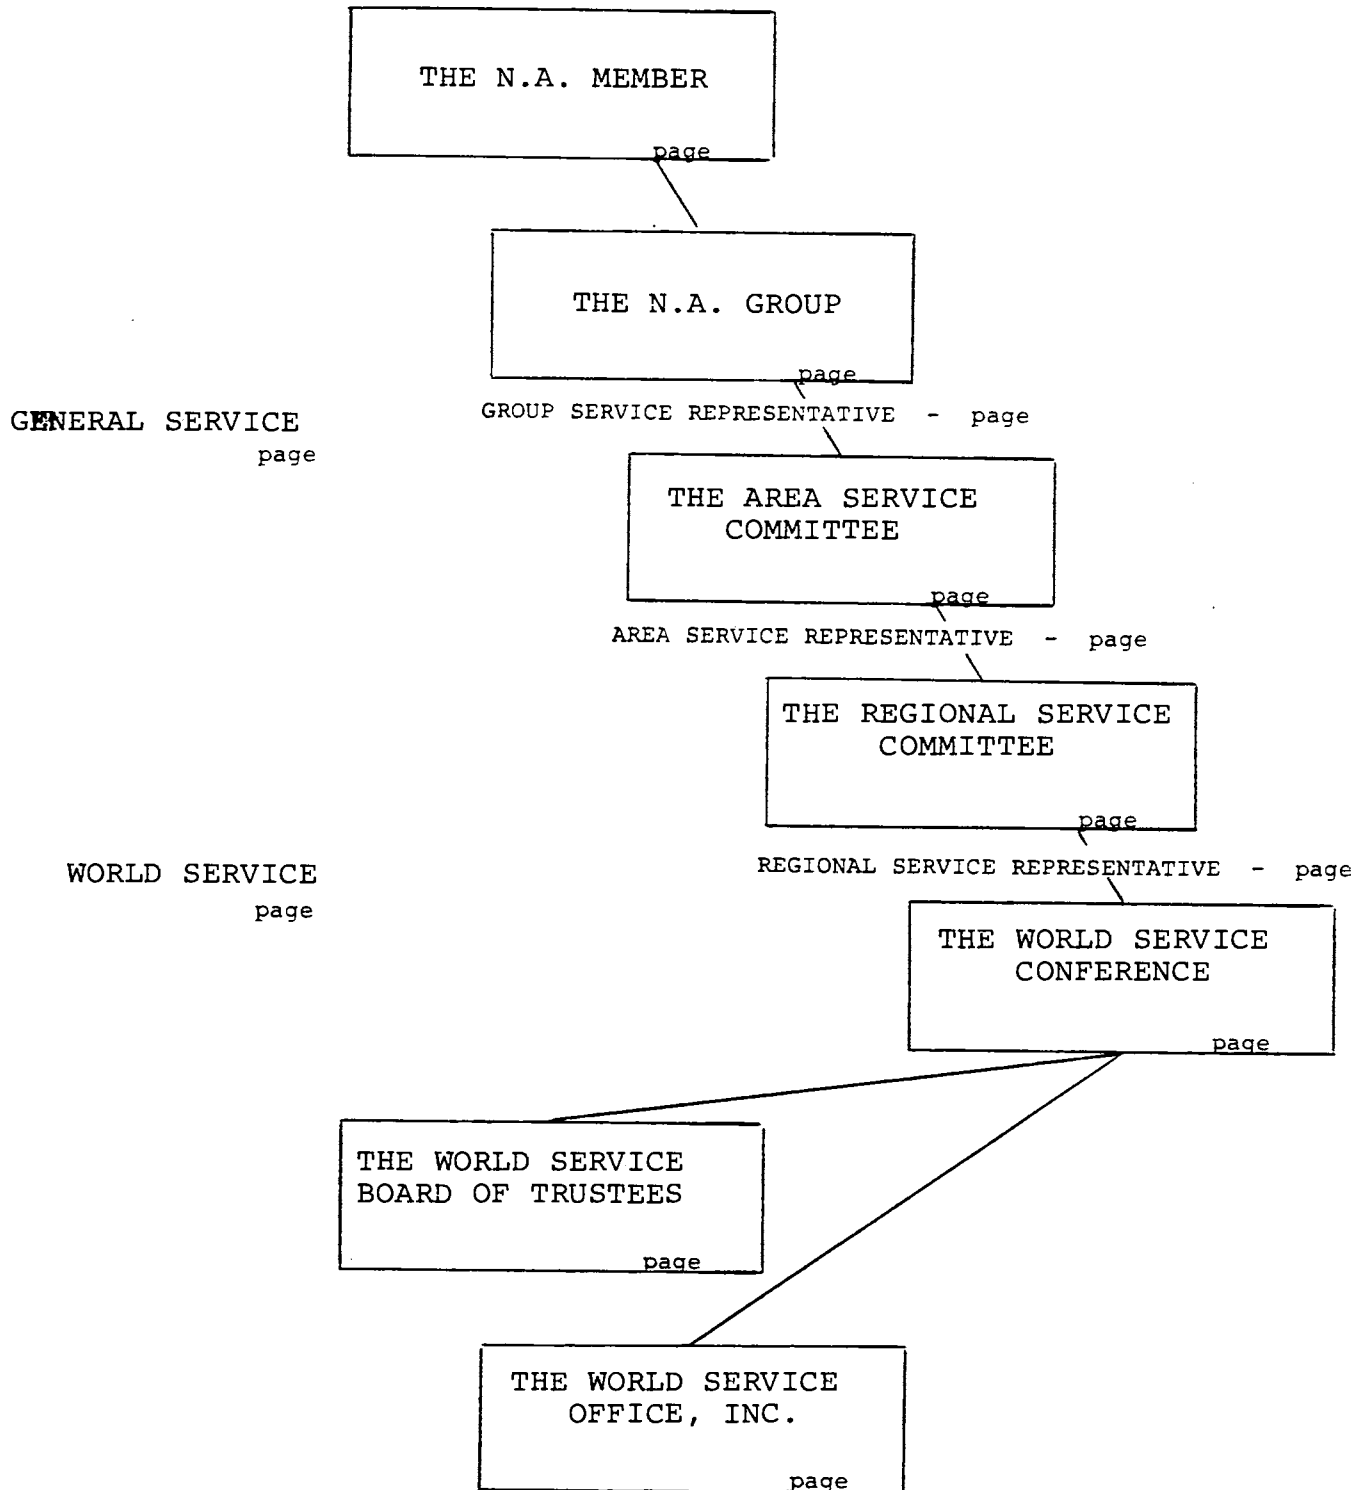 THE N.A. MEMBER
page
THE N.A. GROUP
page
GENERAL SERVICE
page
GROUP SERVICE REPRESENTATIVE - page
THE AREA SERVICE
COMMITTEE
page
AREA SERVICE REPRESENTATIVE - page
THE REGIONAL SERVICE
COMMITTEE
page
WORLD SERVICE
page
REGIONAL SERVICE REPRESENTATIVE - page
THE WORLD SERVICE
CONFERENCE
page
THE WORLD SERVICE
BOARD OF TRUSTEES
page
THE WORLD SERVICE
OFFICE, INC.
page